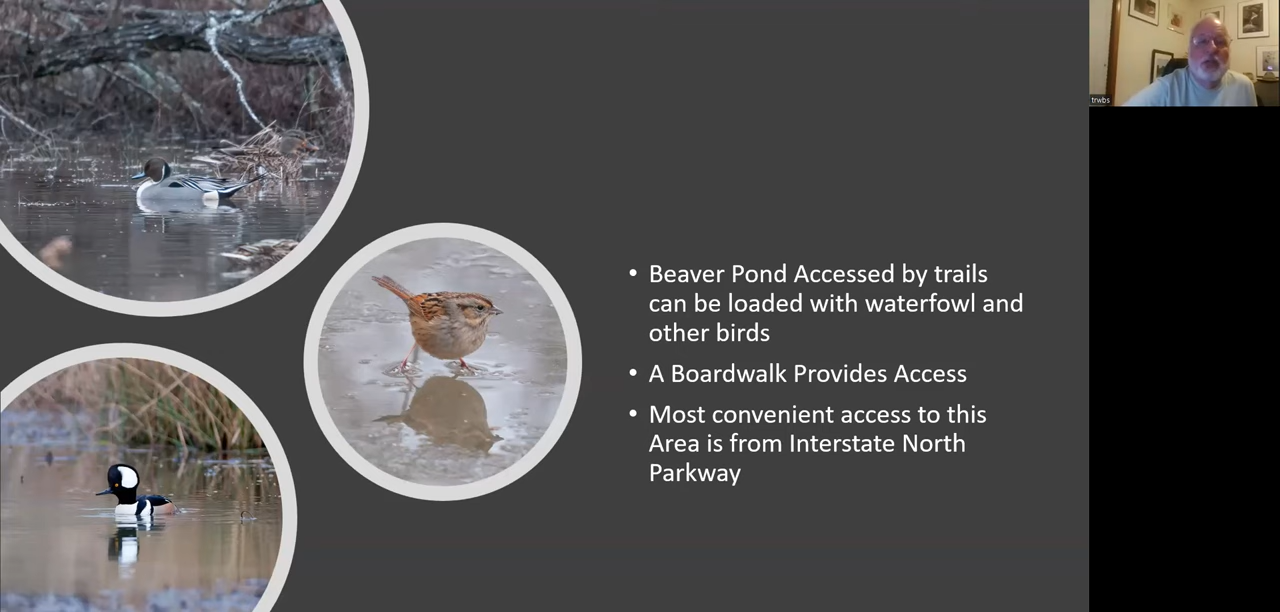 trwbs
• Beaver Pond Accessed by trails
can be loaded with waterfowl and
other birds
• A Boardwalk Provides Access
• Most convenient access to this
Area is from Interstate North
Parkway